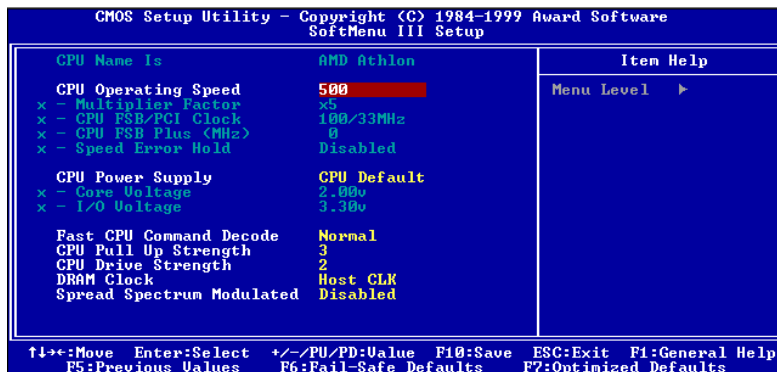 CMOS Setup Utility - Copyright (C) 1984-1999 Award Software
SoftMenu III Setup
CPU Name Is AMD Athlon
CPU Operating Speed 500
x - Multiplier Factor x5
x - CPU FSB/PCI Clock 100/33MHz
x - CPU FSB Plus (MHz) 0
x - Speed Error Hold Disabled
CPU Power Supply CPU Default
x - Core Voltage 2.00v
x - I/O Voltage 3.30v
Fast CPU Command Decode Normal
CPU Pull Up Strength 3
CPU Drive Strength 2
DRAM Clock Host CLK
Spread Spectrum Modulated Disabled
Item Help
Menu Level ▶
↑↓→←:Move Enter:Select +/-/PU/PD:Value F10:Save ESC:Exit F1:General Help
F5:Previous Values F6:Fail-Safe Defaults F7:Optimized Defaults